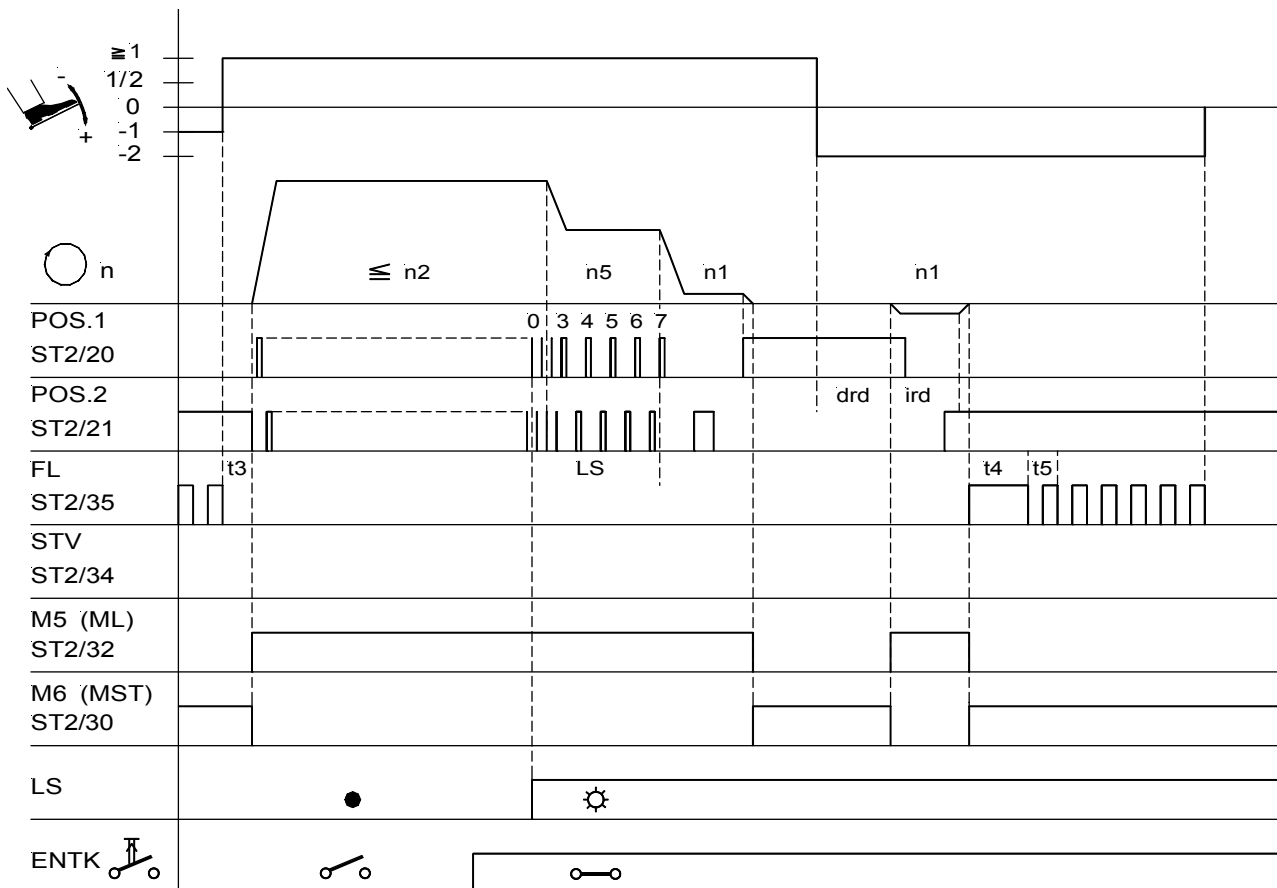 ≧1
1/2
0
-1
-2
-
+
n
≦ n2
n5
n1
n1
POS.1
0 3 4 5 6 7
ST2/20
POS.2
drd ird
ST2/21
FL
t3
LS
t4 t5
ST2/35
STV
ST2/34
M5 (ML)
ST2/32
M6 (MST)
ST2/30
LS
ENTK